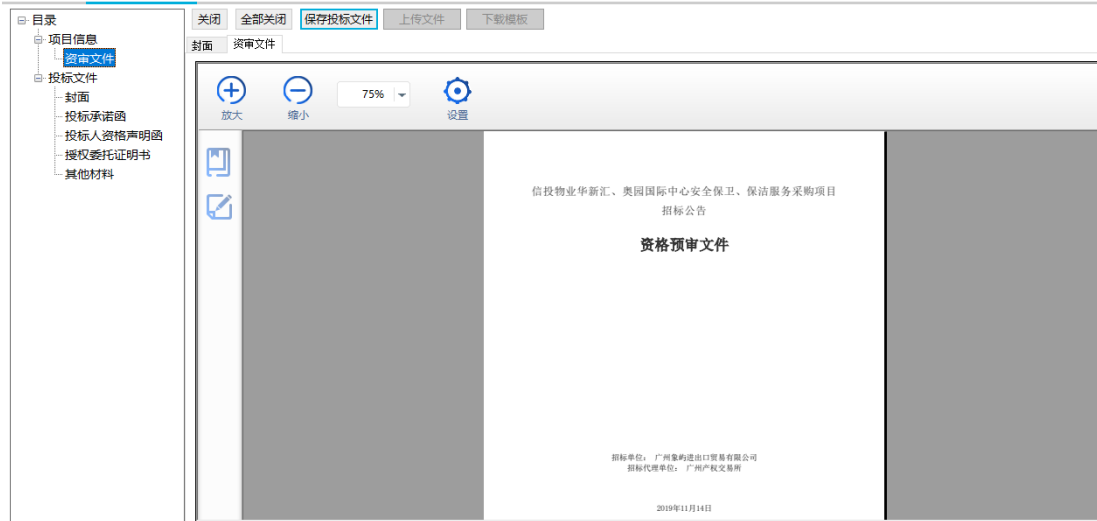 目录
项目信息
资审文件
投标文件
封面
投标承诺函
投标人资格声明函
授权委托证明书
其他材料
关闭 全部关闭 保存投标文件 上传文件 下载模板
封面 资审文件
75%
放大 缩小 设置
信投物业华新汇、奥园国际中心安全保卫、保洁服务采购项目
招标公告
资格预审文件
招标单位： 广州象屿进出口贸易有限公司
招标代理单位： 广州产权交易所
2019年11月14日